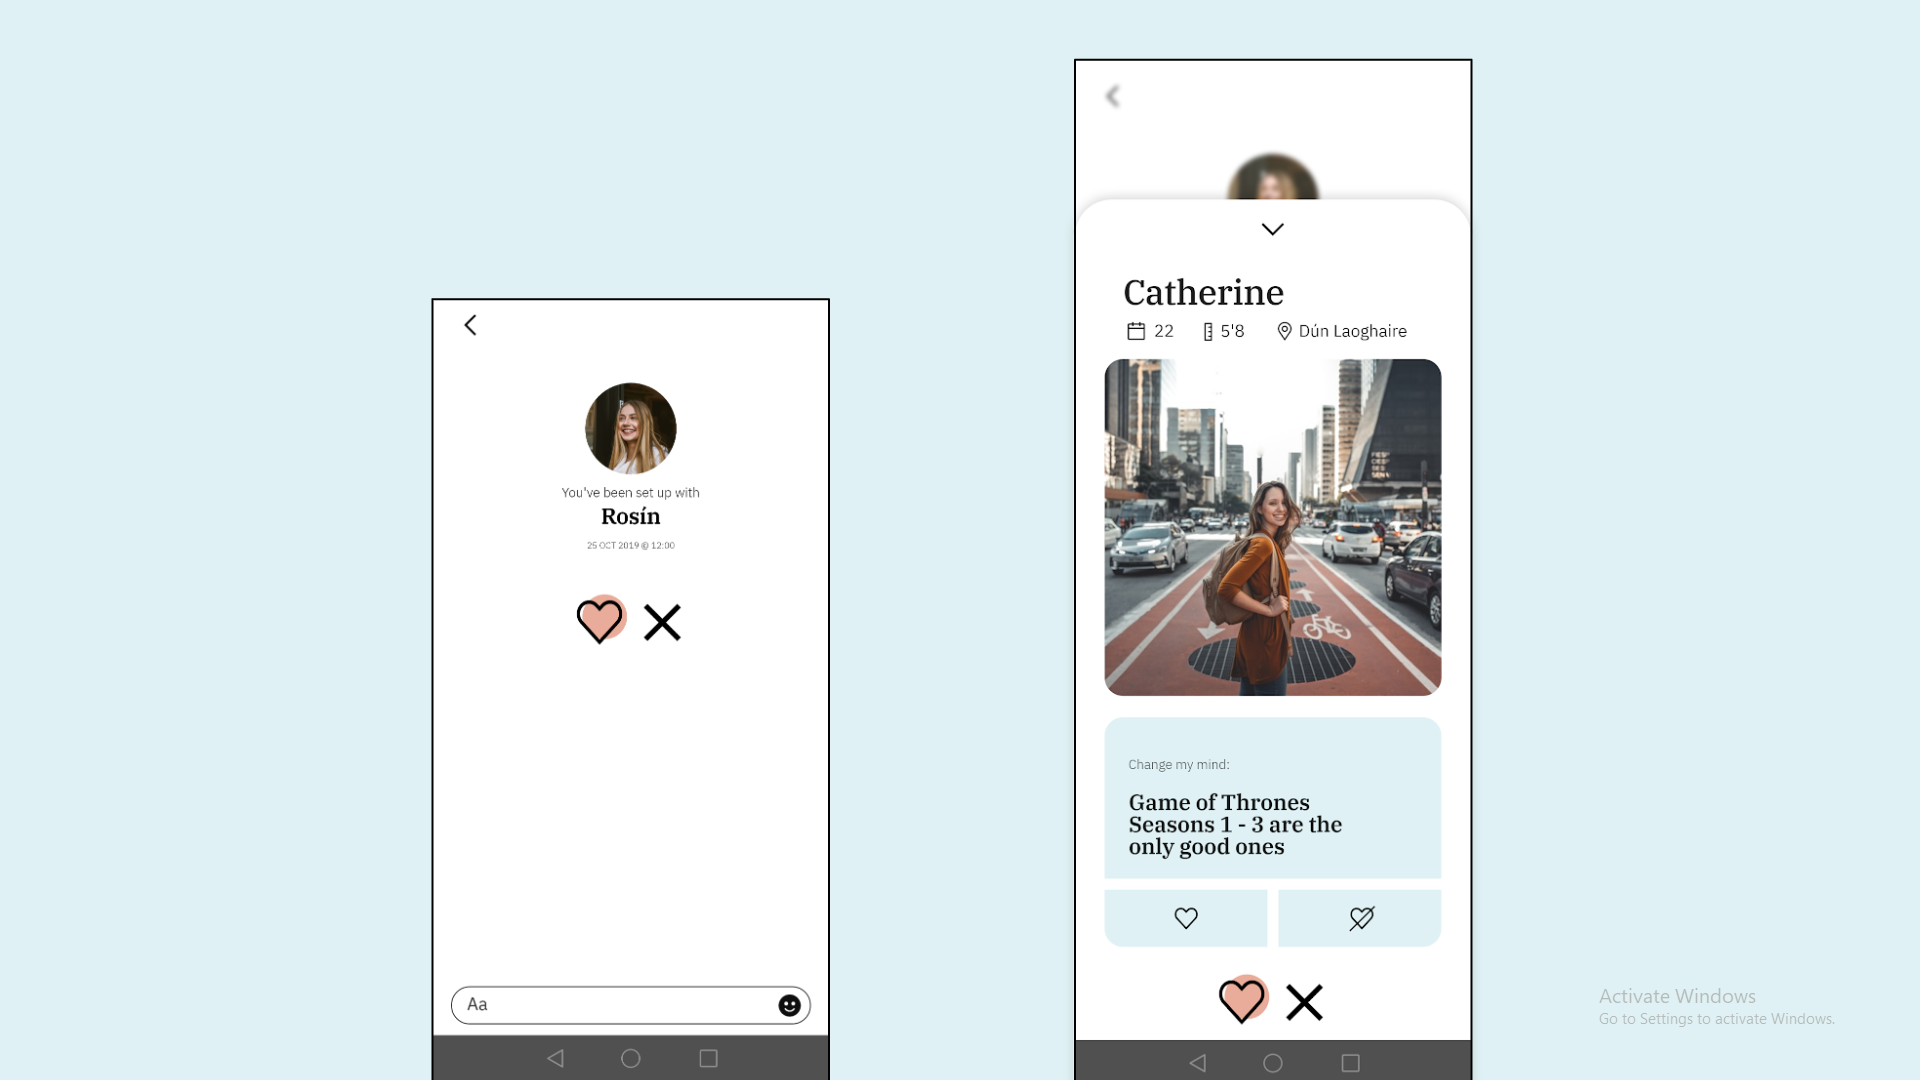 You've been set up with
Rosín
25 OCT 2019 @ 12:00
Aa
Catherine
22 5'8 Dún Laoghaire
Change my mind:
Game of Thrones
Seasons 1 - 3 are the
only good ones
Activate Windows
Go to Settings to activate Windows.